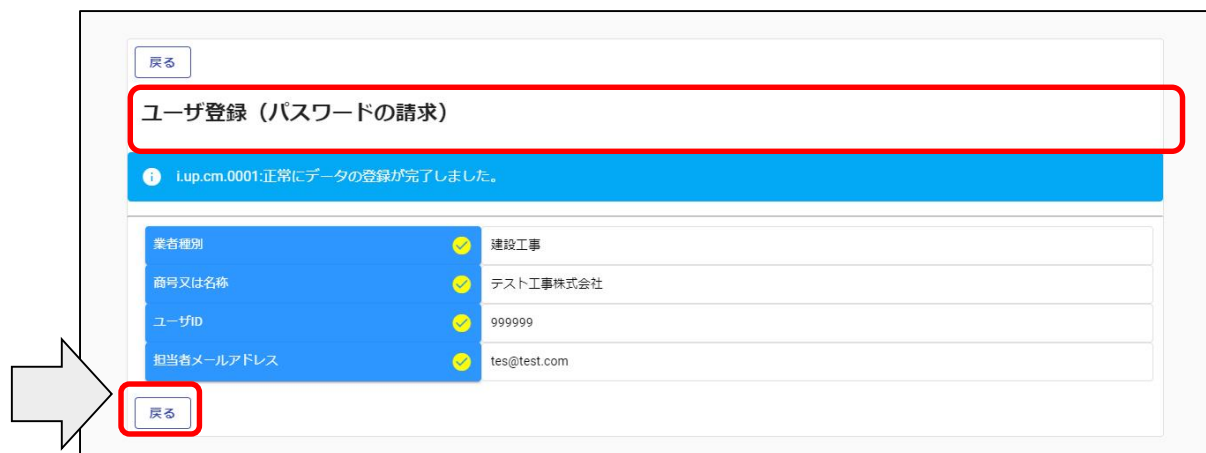 戻る
ユーザ登録（パスワードの請求）
i.up.cm.0001:正常にデータの登録が完了しました。
業者種別 建設工事
商号又は名称 テスト工事株式会社
ユーザID 999999
担当者メールアドレス tes@test.com
戻る